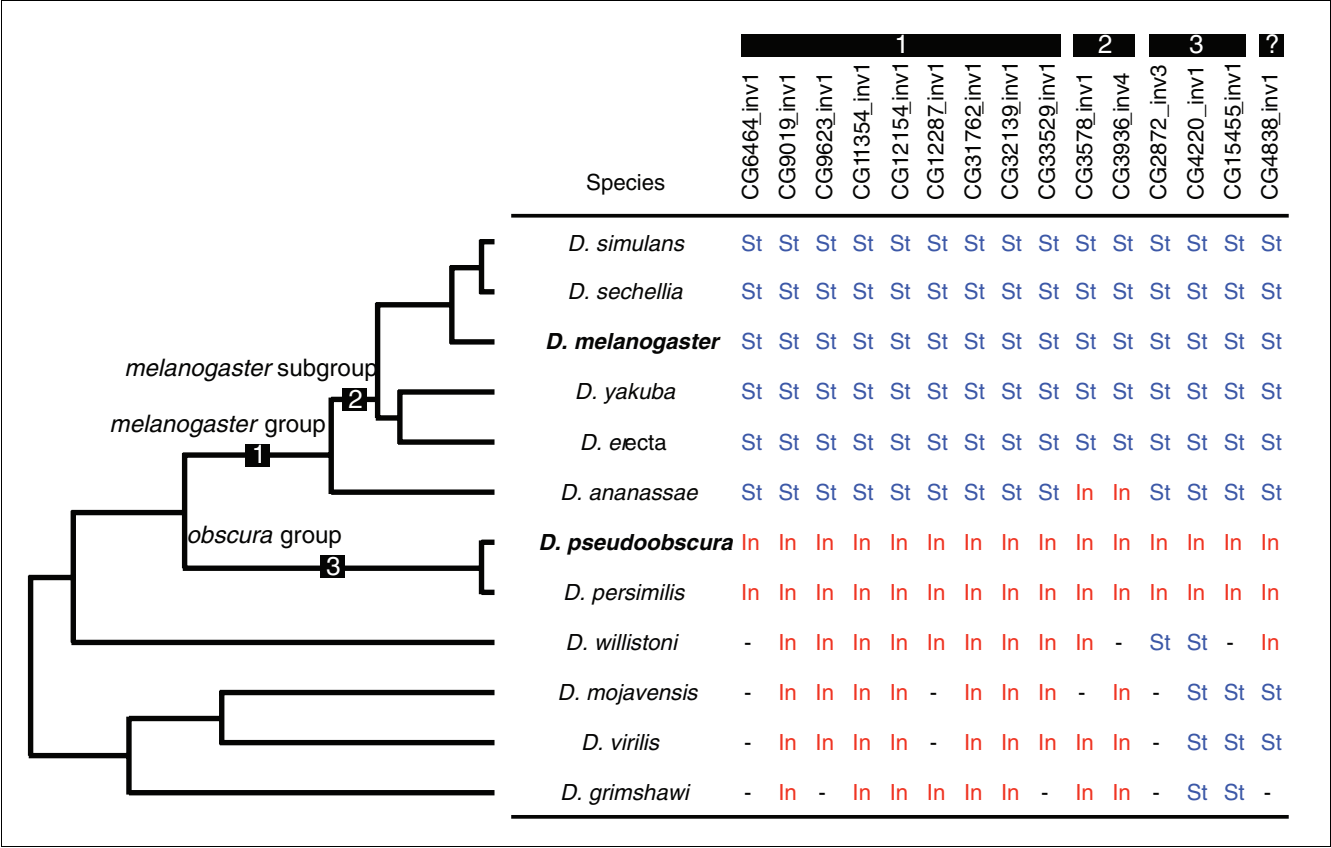 1 2 3 ?
CG6464_inv1 CG9019_inv1 CG9623_inv1 CG11354_inv1 CG12154_inv1 CG12287_inv1 CG31762_inv1 CG32139_inv1 CG33529_inv1 CG3578_inv1 CG3936_inv4 CG2872_inv3 CG4220_inv1 CG15455_inv1 CG4838_inv1
Species
D. simulans St St St St St St St St St St St St St St St
D. sechellia St St St St St St St St St St St St St St St
D. melanogaster St St St St St St St St St St St St St St St
melanogaster subgroup
2
D. yakuba St St St St St St St St St St St St St St St
melanogaster group
1
D. erecta St St St St St St St St St St St St St St St
D. ananassae St St St St St St St St St In In St St St St
obscura group
3
D. pseudoobscura In In In In In In In In In In In In In In In
D. persimilis In In In In In In In In In In In In In In In
D. willistoni - In In In In In In In In In - St St - In
D. mojavensis - In In In In - In In In - In - St St St
D. virilis - In In In In - In In In In In - St St St
D. grimshawi - In - In In In In In - In In - St St -